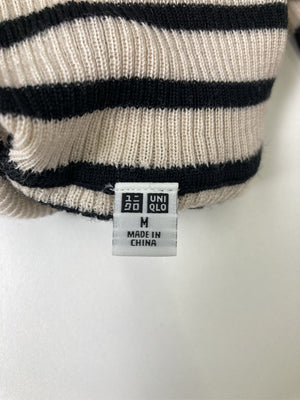 ユニ UNI
クロ QLO
M
MADE IN
CHINA